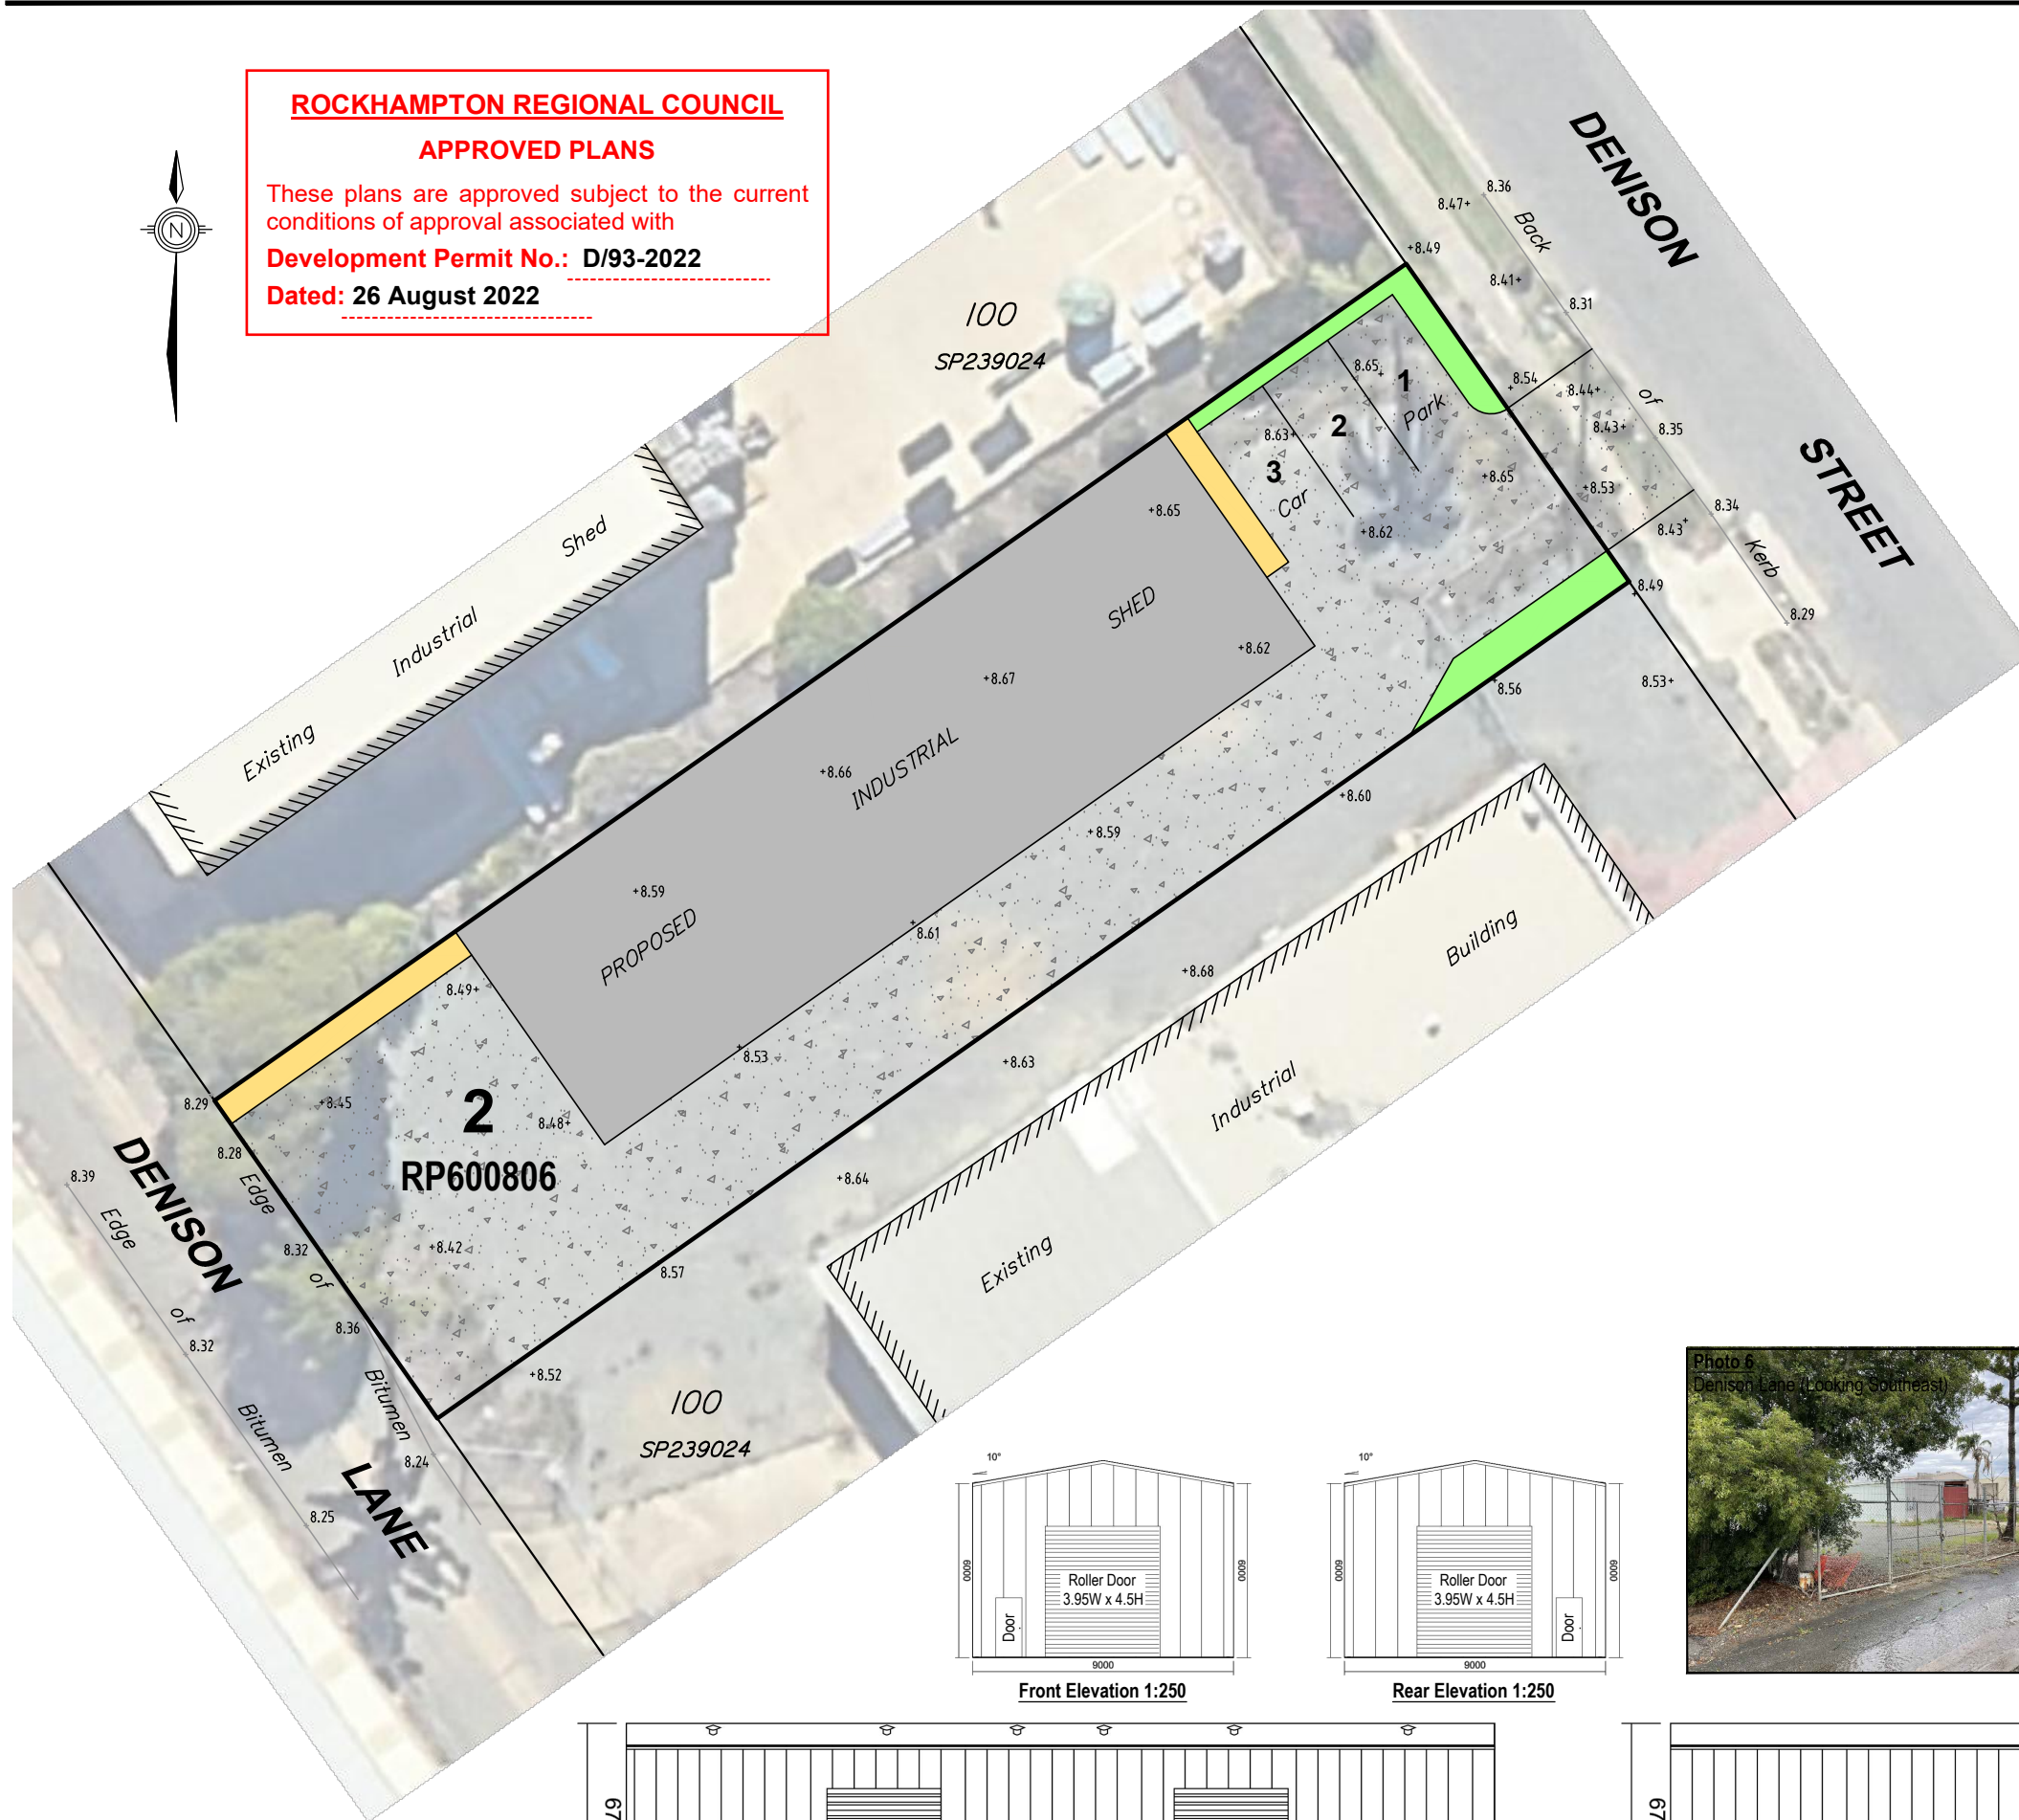 ROCKHAMPTON REGIONAL COUNCIL
APPROVED PLANS
These plans are approved subject to the current
conditions of approval associated with
Development Permit No.: D/93-2022
Dated: 26 August 2022
N
DENISON
STREET
8.36
8.47+
Back
+8.49
8.41+
8.31
100
SP239024
8.65+
1
8.54
8.44+
of
Park
2
8.63+
8.43+
8.35
3
Car
+8.65
+8.53
8.34
+8.65
+8.62
8.43+
Kerb
Shed
SHED
8.49
8.29
Industrial
+8.62
+8.67
+8.56
8.53+
Existing
INDUSTRIAL
+8.66
+8.60
+8.59
+8.59
PROPOSED
+8.61
Building
8.49+
+8.68
+8.53
+8.63
8.29
+8.45
2
8.48+
Industrial
RP600806
8.28
Edge
8.39
DENISON
+8.64
Edge
8.32
of
+8.42
8.57
Existing
of
8.32
8.36
+8.52
Bitumen
Bitumen
100
SP239024
8.24
LANE
8.25
Photo 6
Denison Lane (Looking Southeast)
10°
6000
6000
Roller Door
3.95W x 4.5H
Door
9000
Front Elevation 1:250
10°
6000
6000
Roller Door
3.95W x 4.5H
Door
9000
Rear Elevation 1:250
67
67